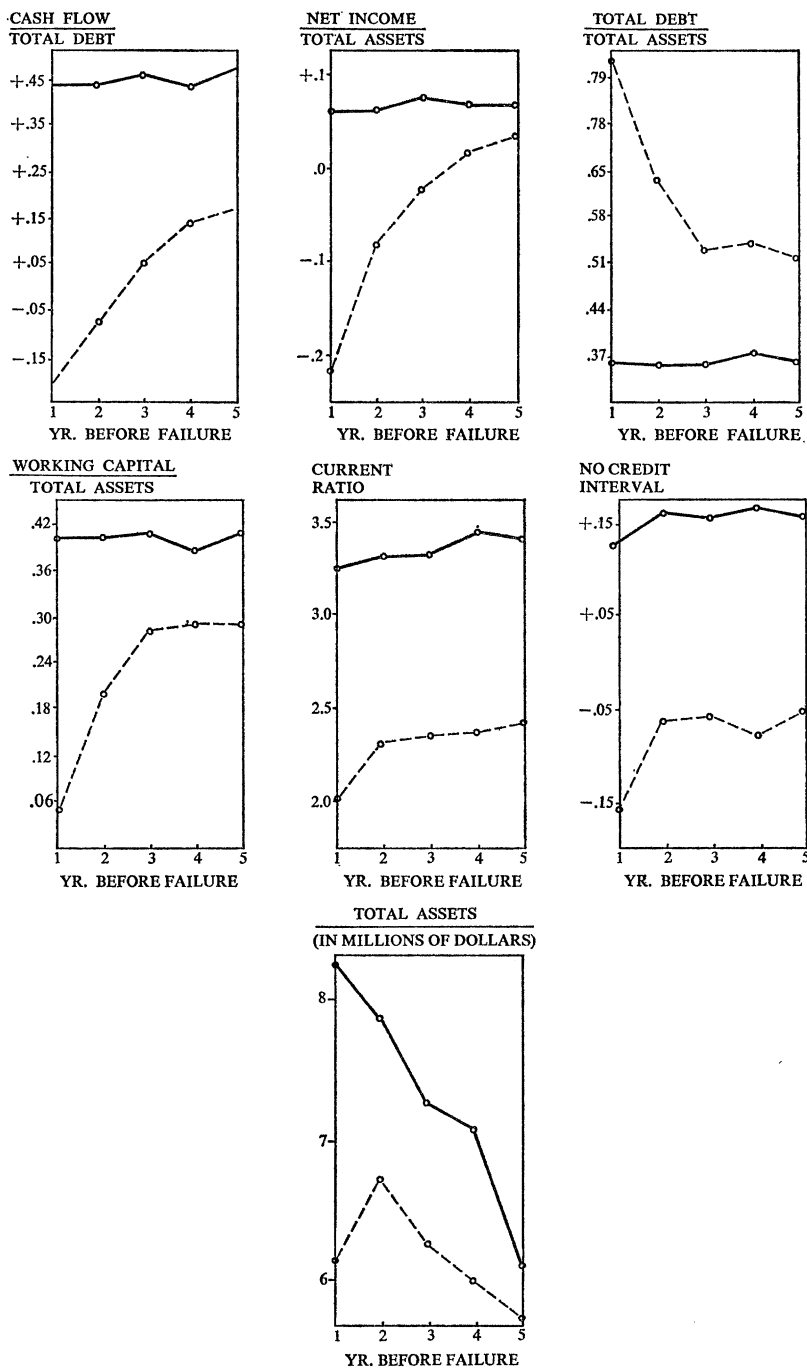 CASH FLOW
TOTAL DEBT
+.45
+.35
+.25
+.15
+.05
-.05
-.15
1 2 3 4 5
YR. BEFORE FAILURE
NET INCOME
TOTAL ASSETS
+.1
.0
-.1
-.2
1 2 3 4 5
YR. BEFORE FAILURE
TOTAL DEBT
TOTAL ASSETS
.79
.78
.65
.58
.51
.44
.37
1 2 3 4 5
YR. BEFORE FAILURE
WORKING CAPITAL
TOTAL ASSETS
.42
.36
.30
.24
.18
.12
.06
1 2 3 4 5
YR. BEFORE FAILURE
CURRENT
RATIO
3.5
3.0
2.5
2.0
1 2 3 4 5
YR. BEFORE FAILURE
NO CREDIT
INTERVAL
+.15
+.05
-.05
-.15
1 2 3 4 5
YR. BEFORE FAILURE
TOTAL ASSETS
(IN MILLIONS OF DOLLARS)
8
7
6
1 2 3 4 5
YR. BEFORE FAILURE